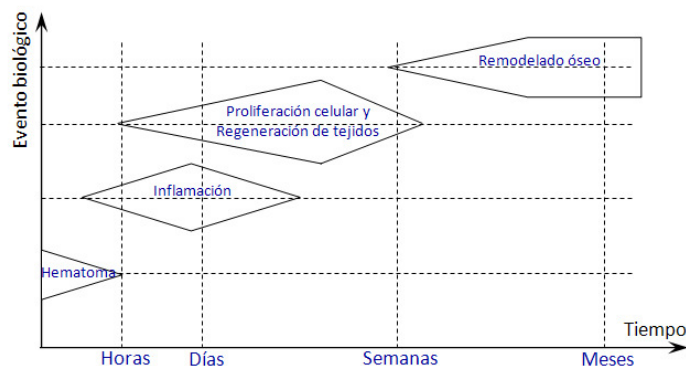 Evento biológico
Remodelado óseo
Proliferación celular y
Regeneración de tejidos
Inflamación
Hematoma
Tiempo
Horas
Días
Semanas
Meses